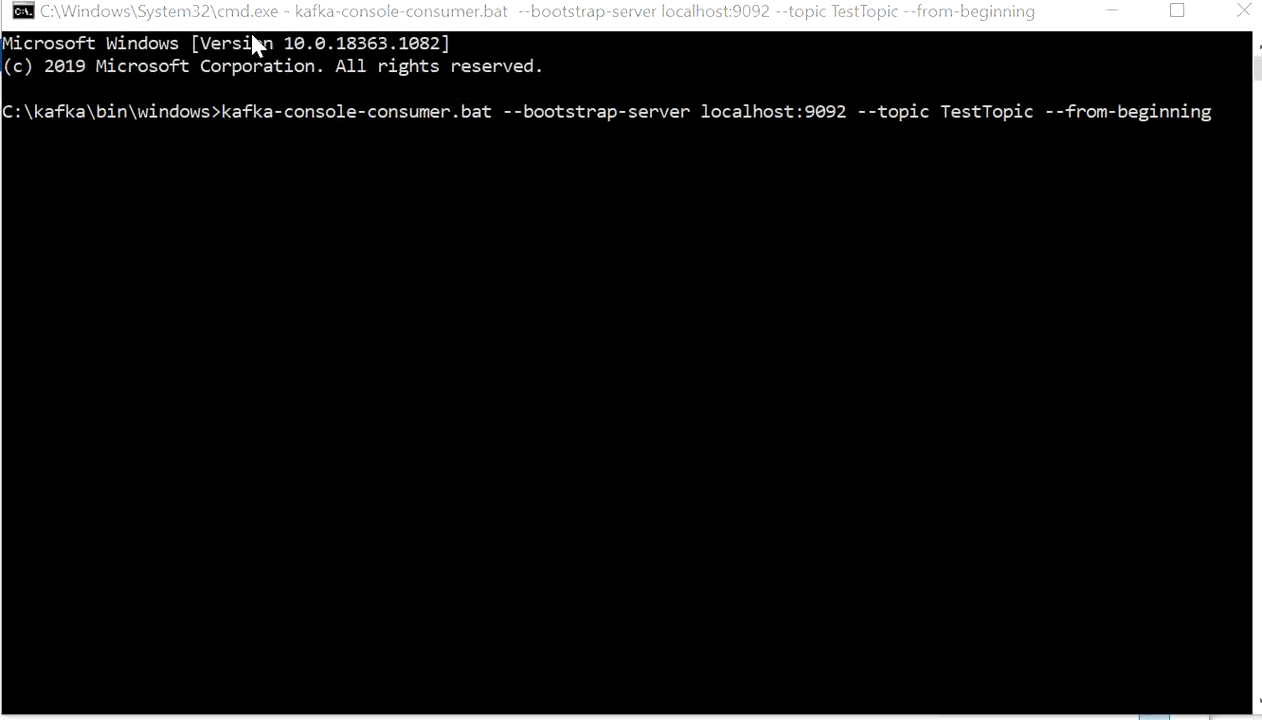 C:\Windows\System32\cmd.exe - kafka-console-consumer.bat --bootstrap-server localhost:9092 --topic TestTopic --from-beginning
Microsoft Windows [Version 10.0.18363.1082]
(c) 2019 Microsoft Corporation. All rights reserved.
C:\kafka\bin\windows>kafka-console-consumer.bat --bootstrap-server localhost:9092 --topic TestTopic --from-beginning